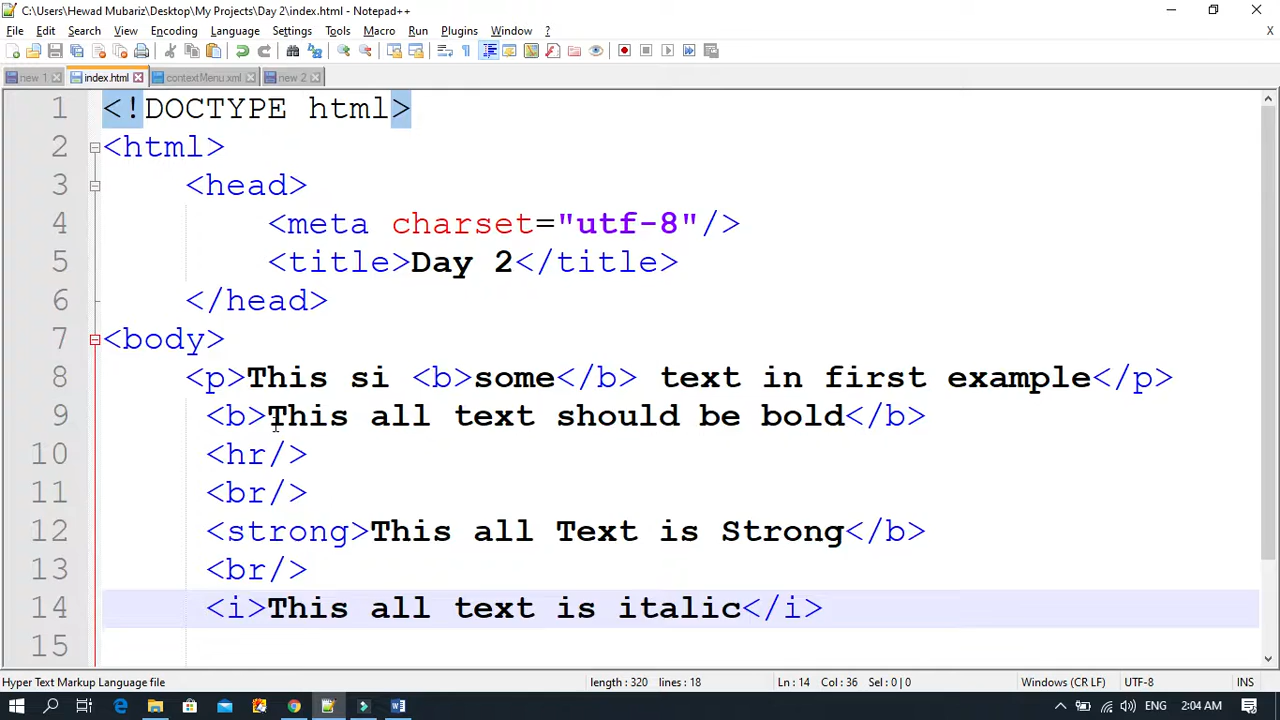 C:\Users\Hewad Mubariz\Desktop\My Projects\Day 2\index.html - Notepad++
File Edit Search View Encoding Language Settings Tools Macro Run Plugins Window ? X
new 1 index.html contextMenu.xml new 2
1 <!DOCTYPE html>
2 <html>
3 <head>
4 <meta charset="utf-8"/>
5 <title>Day 2</title>
6 </head>
7 <body>
8 <p>This si <b>some</b> text in first example</p>
9 <b>This all text should be bold</b>
10 <hr/>
11 <br/>
12 <strong>This all Text is Strong</b>
13 <br/>
14 <i>This all text is italic</i>
15
Hyper Text Markup Language file length : 320 lines : 18 Ln : 14 Col : 36 Sel : 0 | 0 Windows (CR LF) UTF-8 INS
ENG 2:04 AM